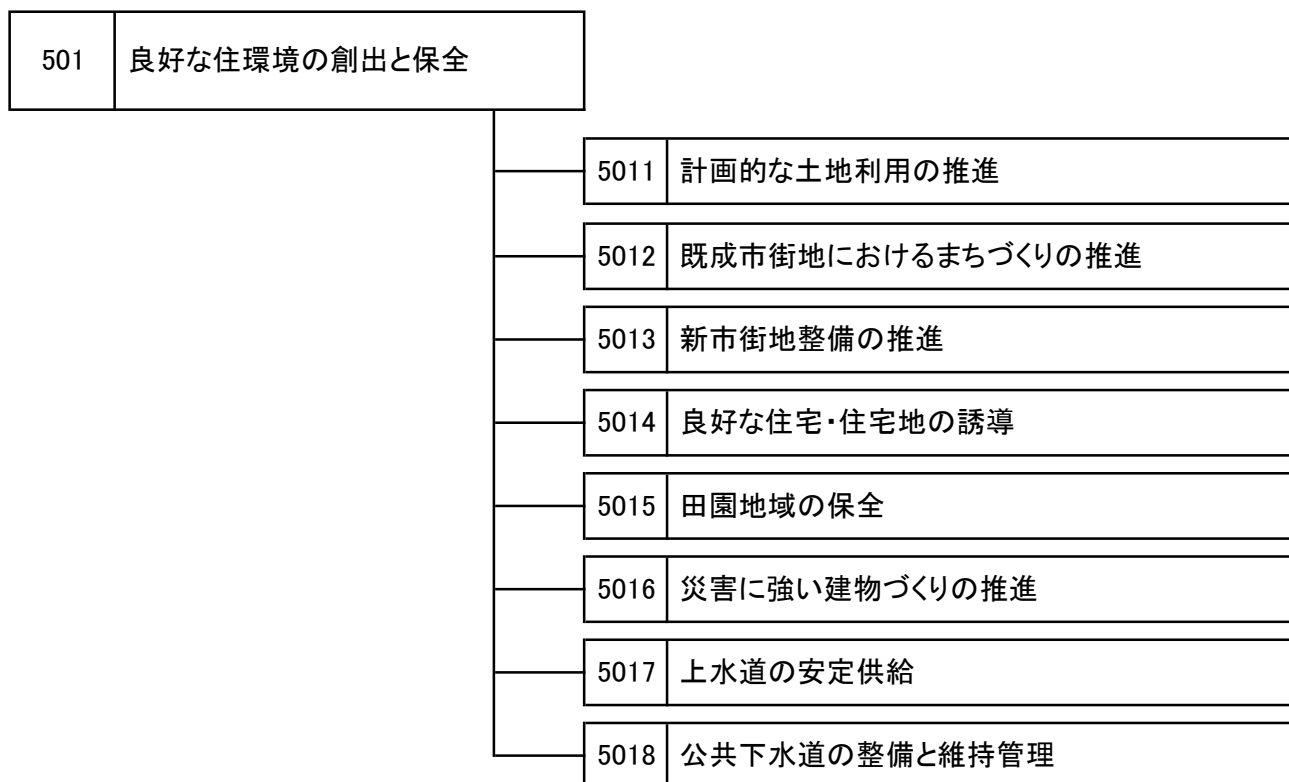 501 良好な住環境の創出と保全
5011 計画的な土地利用の推進
5012 既成市街地におけるまちづくりの推進
5013 新市街地整備の推進
5014 良好な住宅・住宅地の誘導
5015 田園地域の保全
5016 災害に強い建物づくりの推進
5017 上水道の安定供給
5018 公共下水道の整備と維持管理